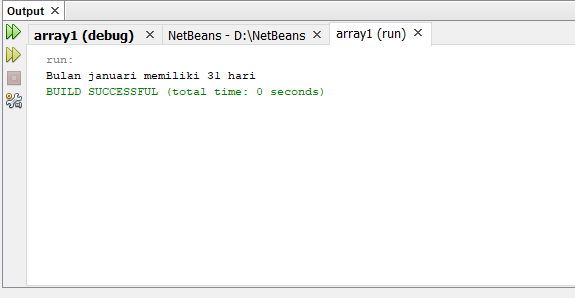 Output
array1 (debug) NetBeans - D:\NetBeans array1 (run)
run:
Bulan januari memiliki 31 hari
BUILD SUCCESSFUL (total time: 0 seconds)